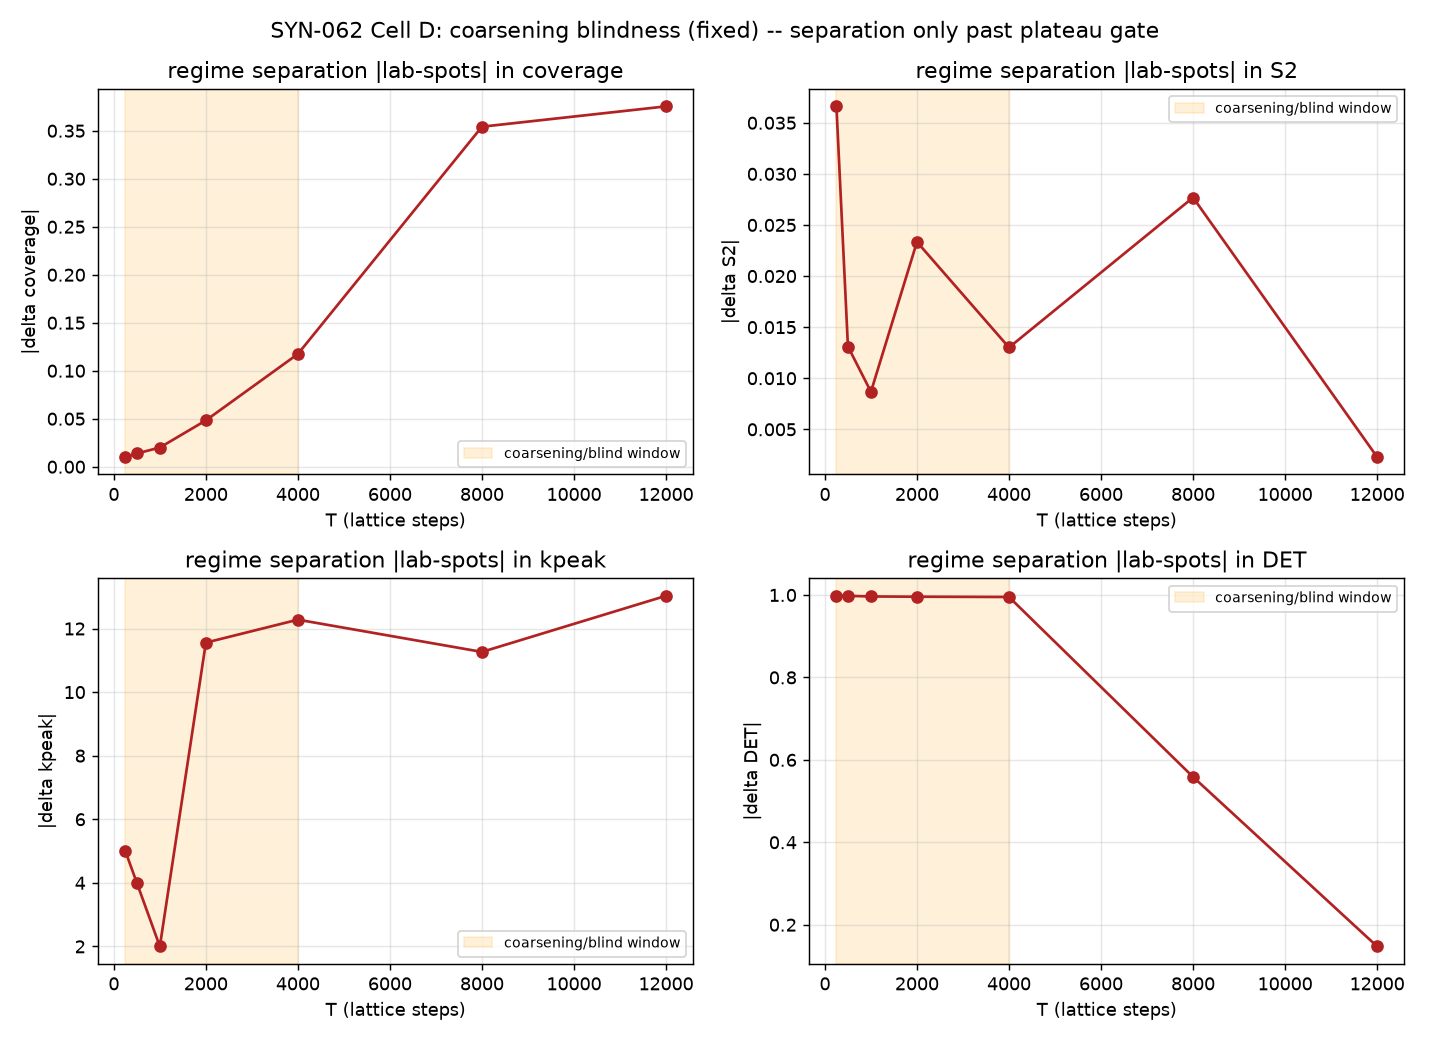 SYN-062 Cell D: coarsening blindness (fixed) -- separation only past plateau gate
regime separation |lab-spots| in coverage
|delta coverage|
0.35
0.30
0.25
0.20
0.15
0.10
0.05
0.00
coarsening/blind window
0 2000 4000 6000 8000 10000 12000
T (lattice steps)
regime separation |lab-spots| in S2
|delta S2|
0.035
0.030
0.025
0.020
0.015
0.010
0.005
coarsening/blind window
0 2000 4000 6000 8000 10000 12000
T (lattice steps)
regime separation |lab-spots| in kpeak
|delta kpeak|
12
10
8
6
4
2
coarsening/blind window
0 2000 4000 6000 8000 10000 12000
T (lattice steps)
regime separation |lab-spots| in DET
|delta DET|
1.0
0.8
0.6
0.4
0.2
coarsening/blind window
0 2000 4000 6000 8000 10000 12000
T (lattice steps)